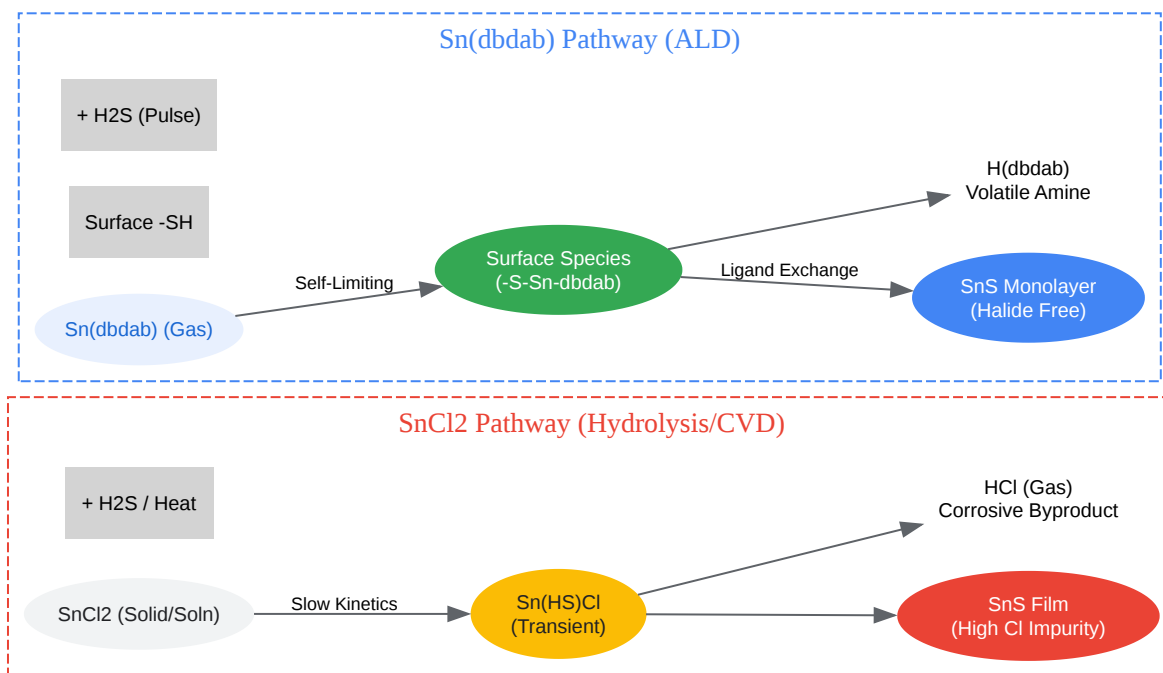 Sn(dbdab) Pathway (ALD)
+ H2S (Pulse)
Surface -SH
Sn(dbdab) (Gas)
Self-Limiting
Surface Species
(-S-Sn-dbdab)
H(dbdab)
Volatile Amine
Ligand Exchange
SnS Monolayer
(Halide Free)
SnCl2 Pathway (Hydrolysis/CVD)
+ H2S / Heat
SnCl2 (Solid/Soln)
Slow Kinetics
Sn(HS)Cl
(Transient)
HCl (Gas)
Corrosive Byproduct
SnS Film
(High Cl Impurity)